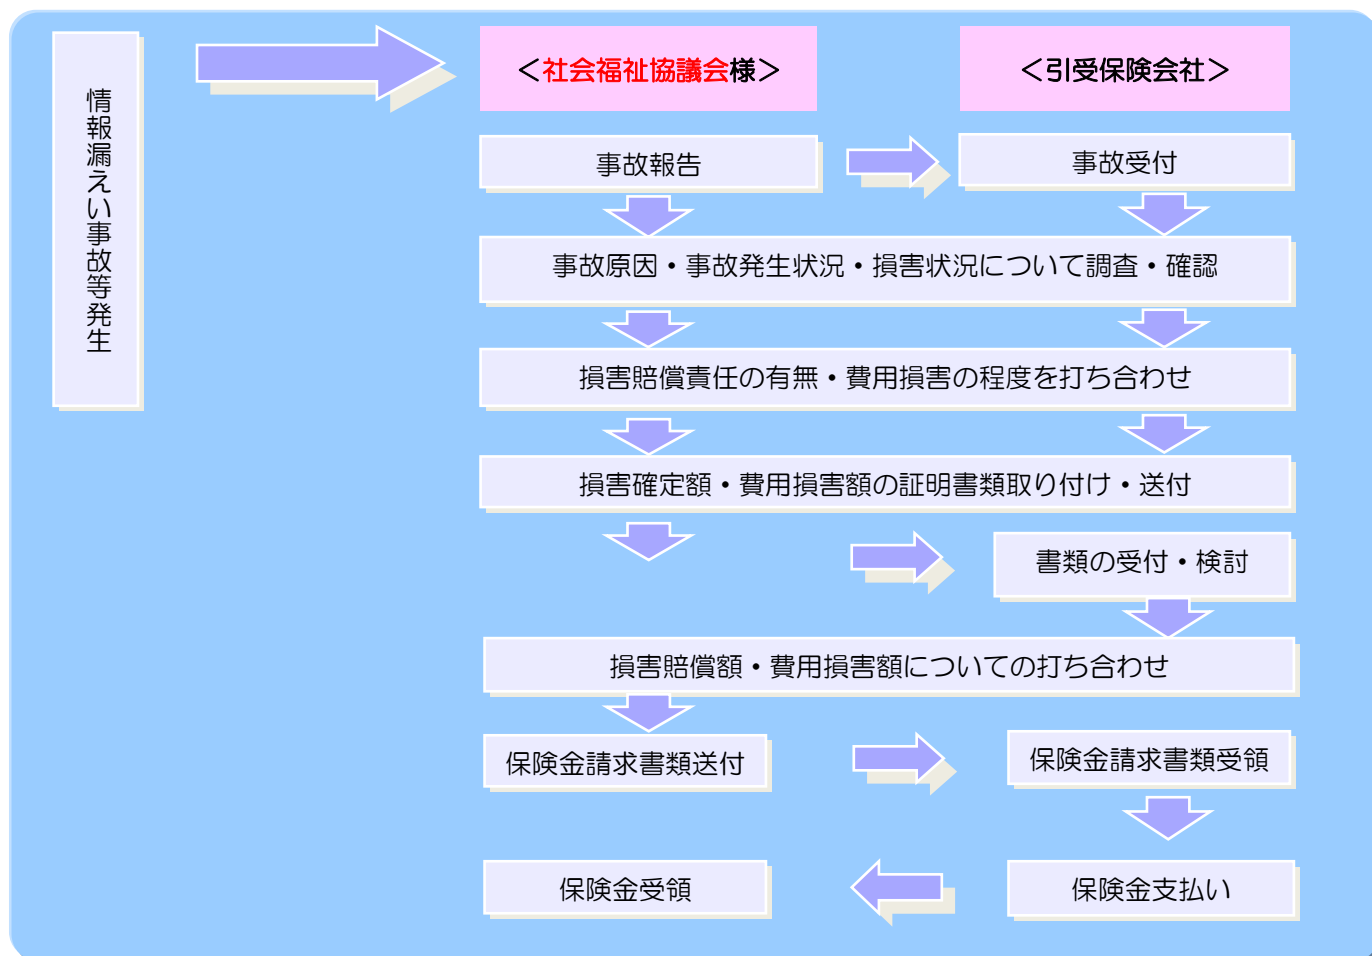 情報漏えい事故等発生
＜社会福祉協議会様＞
＜引受保険会社＞
事故報告
事故受付
事故原因・事故発生状況・損害状況について調査・確認
損害賠償責任の有無・費用損害の程度を打ち合わせ
損害確定額・費用損害額の証明書類取り付け・送付
書類の受付・検討
損害賠償額・費用損害額についての打ち合わせ
保険金請求書類送付
保険金請求書類受領
保険金受領
保険金支払い